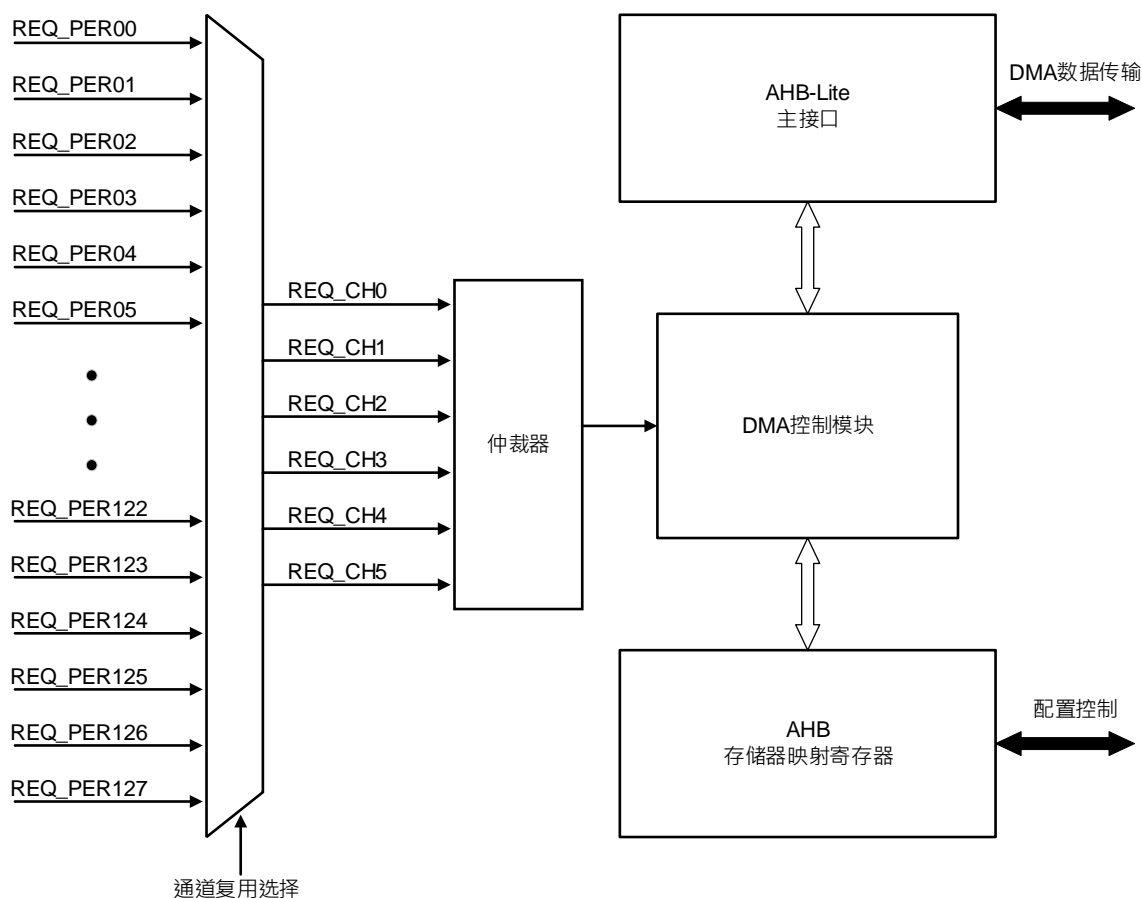 REQ_PER00
REQ_PER01
REQ_PER02
REQ_PER03
REQ_PER04
REQ_PER05
REQ_PER122
REQ_PER123
REQ_PER124
REQ_PER125
REQ_PER126
REQ_PER127
通道复用选择
REQ_CH0
REQ_CH1
REQ_CH2
REQ_CH3
REQ_CH4
REQ_CH5
仲裁器
AHB-Lite
主接口
DMA数据传输
DMA控制模块
AHB
存储器映射寄存器
配置控制